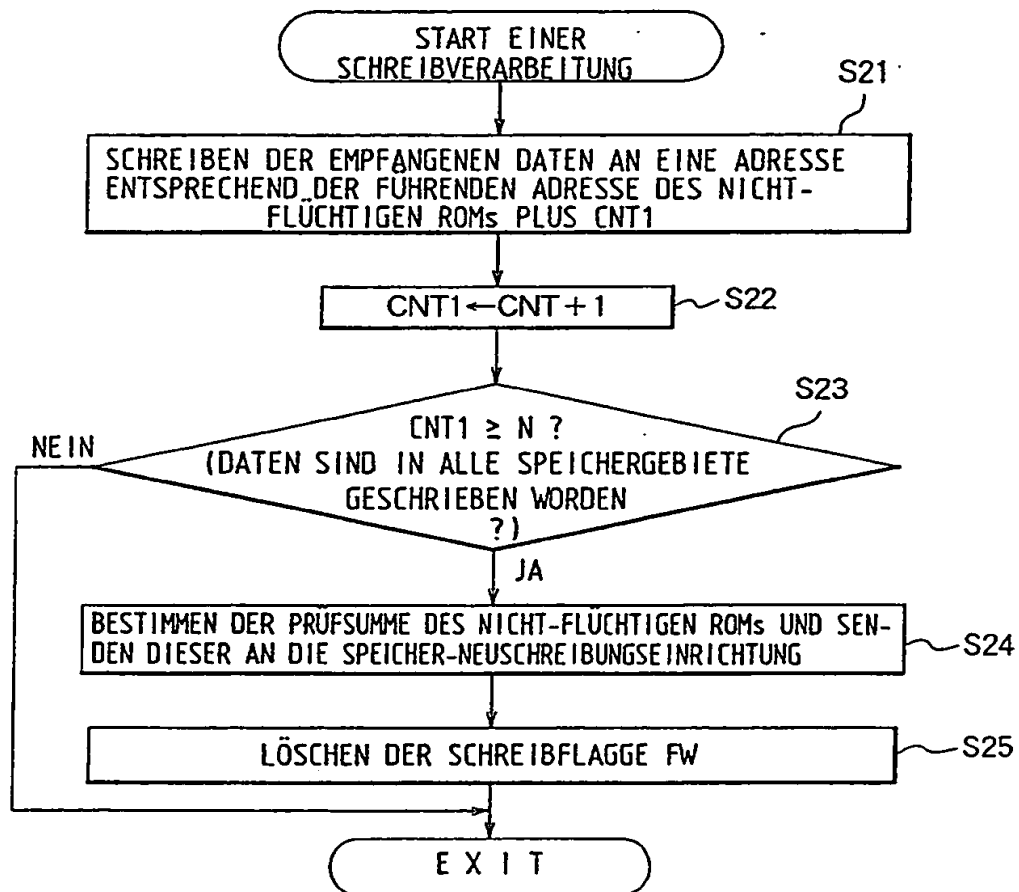 START EINER
SCHREIBVERARBEITUNG
S21
SCHREIBEN DER EMPFANGENEN DATEN AN EINE ADRESSE
ENTSPRECHEND DER FÜHRENDEN ADRESSE DES NICHT-
FLÜCHTIGEN ROMs PLUS CNT1
CNT1←CNT+1
S22
S23
CNT1 ≥ N ?
NEIN
(DATEN SIND IN ALLE SPEICHERGEBIETE
GESCHRIEBEN WORDEN
?)
JA
BESTIMMEN DER PRÜFSUMME DES NICHT-FLÜCHTIGEN ROMs UND SEN-
DEN DIESER AN DIE SPEICHER-NEUSCHREIBUNGSEINRICHTUNG
S24
LÖSCHEN DER SCHREIBFLAGGE FW
S25
EXIT